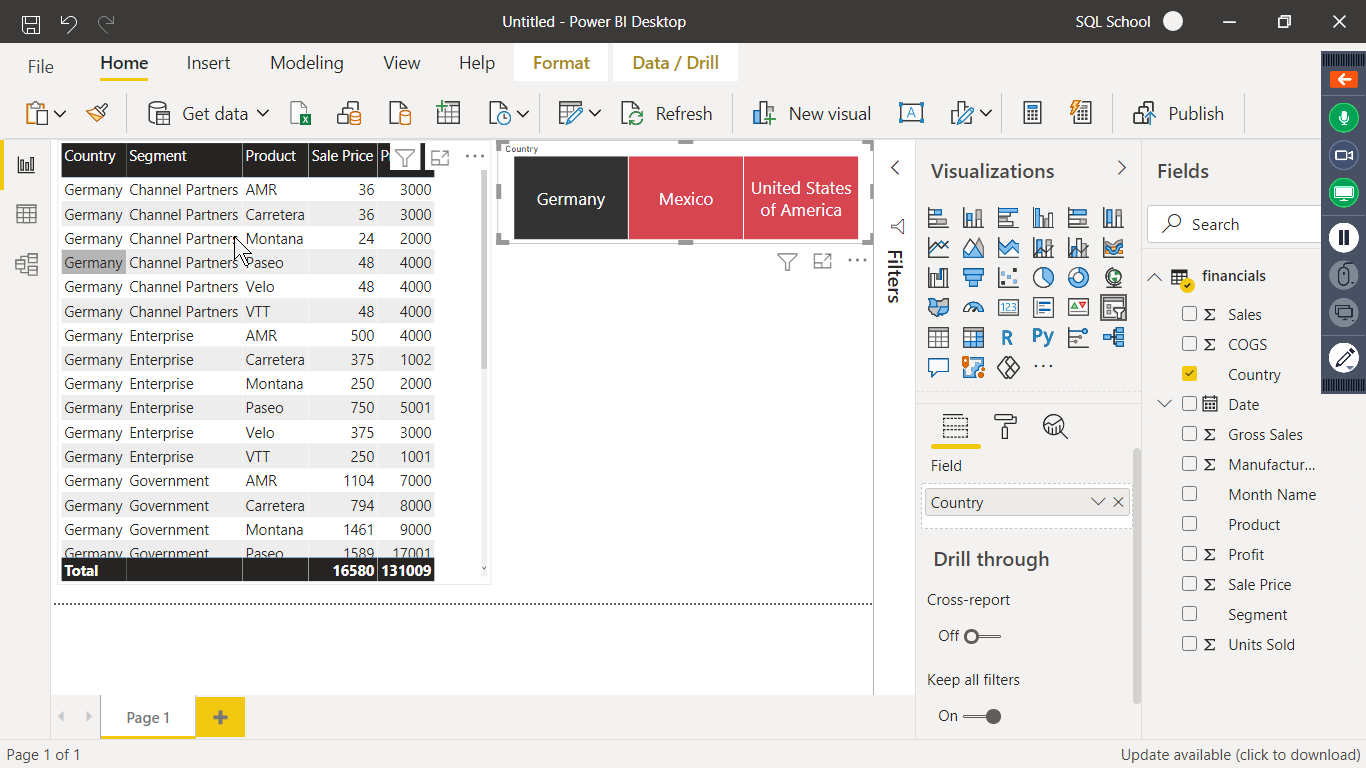 Untitled - Power BI Desktop
SQL School
File
Home
Insert
Modeling
View
Help
Format
Data / Drill
Get data
Refresh
New visual
Publish
Country Segment Product Sale Price
Germany Channel Partners AMR 36 3000
Germany Channel Partners Carretera 36 3000
Germany Channel Partners Montana 24 2000
Germany Channel Partners Paseo 48 4000
Germany Channel Partners Velo 48 4000
Germany Channel Partners VTT 48 4000
Germany Enterprise AMR 500 4000
Germany Enterprise Carretera 375 1002
Germany Enterprise Montana 250 2000
Germany Enterprise Paseo 750 5001
Germany Enterprise Velo 375 3000
Germany Enterprise VTT 250 1001
Germany Government AMR 1104 7000
Germany Government Carretera 794 8000
Germany Government Montana 1461 9000
Germany Government Paseo 1589 17001
Total 16580 131009
Country
Germany
Mexico
United States
of America
Filters
Visualizations
123
R
Py
Field
Country
Drill through
Cross-report
Off
Keep all filters
On
Fields
Search
financials
Sales
COGS
Country
Date
Gross Sales
Manufactur...
Month Name
Product
Profit
Sale Price
Segment
Units Sold
Page 1
Page 1 of 1
Update available (click to download)